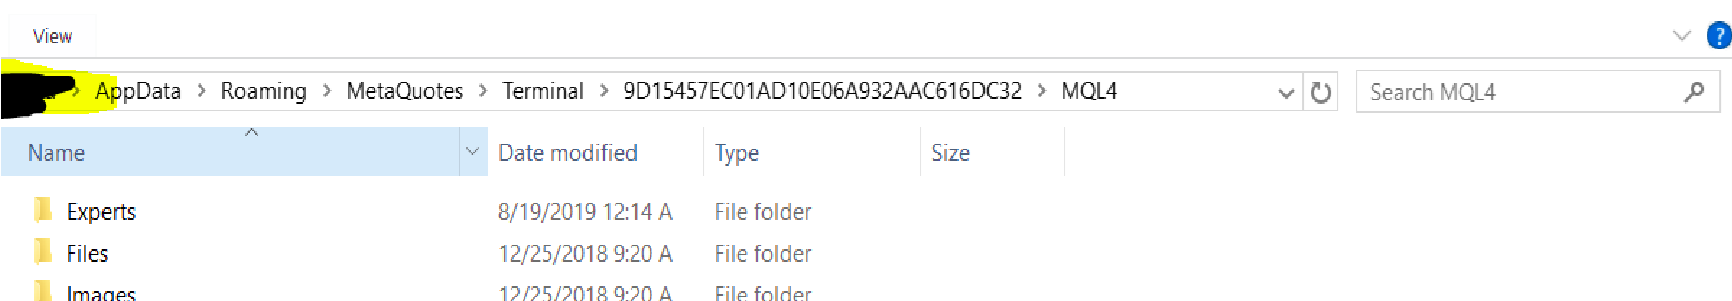 View
?
AppData > Roaming > MetaQuotes > Terminal > 9D15457EC01AD10E06A932AAC616DC32 > MQL4 Search MQL4
Name Date modified Type Size
Experts 8/19/2019 12:14 A File folder
Files 12/25/2018 9:20 A File folder
Images 12/25/2018 9:20 A File folder